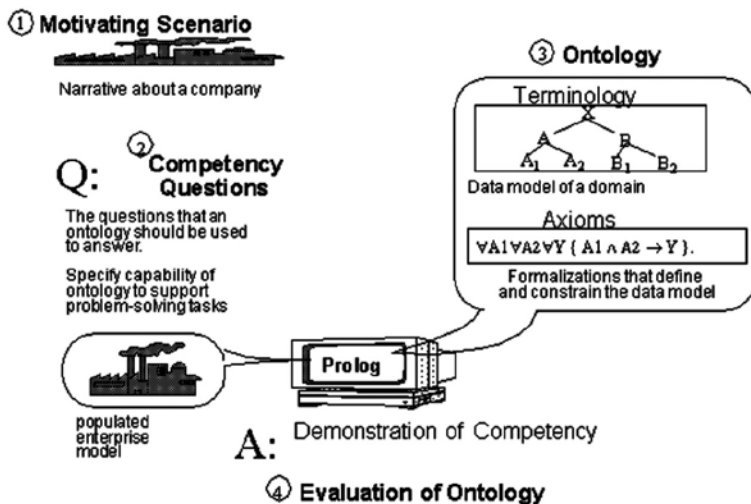 ① Motivating Scenario
Narrative about a company
② Competency
Questions
Q:
The questions that an
ontology should be used
to answer.
Specify capability of
ontology to support
problem-solving tasks
populated
enterprise
model
③ Ontology
Terminology
X
A B
A1 A2 B1 B2
Data model of a domain
Axioms
∀A1∀A2∀Y { A1 ∧ A2 → Y }.
Formalizations that define
and constrain the data model
Prolog
A: Demonstration of Competency
④ Evaluation of Ontology